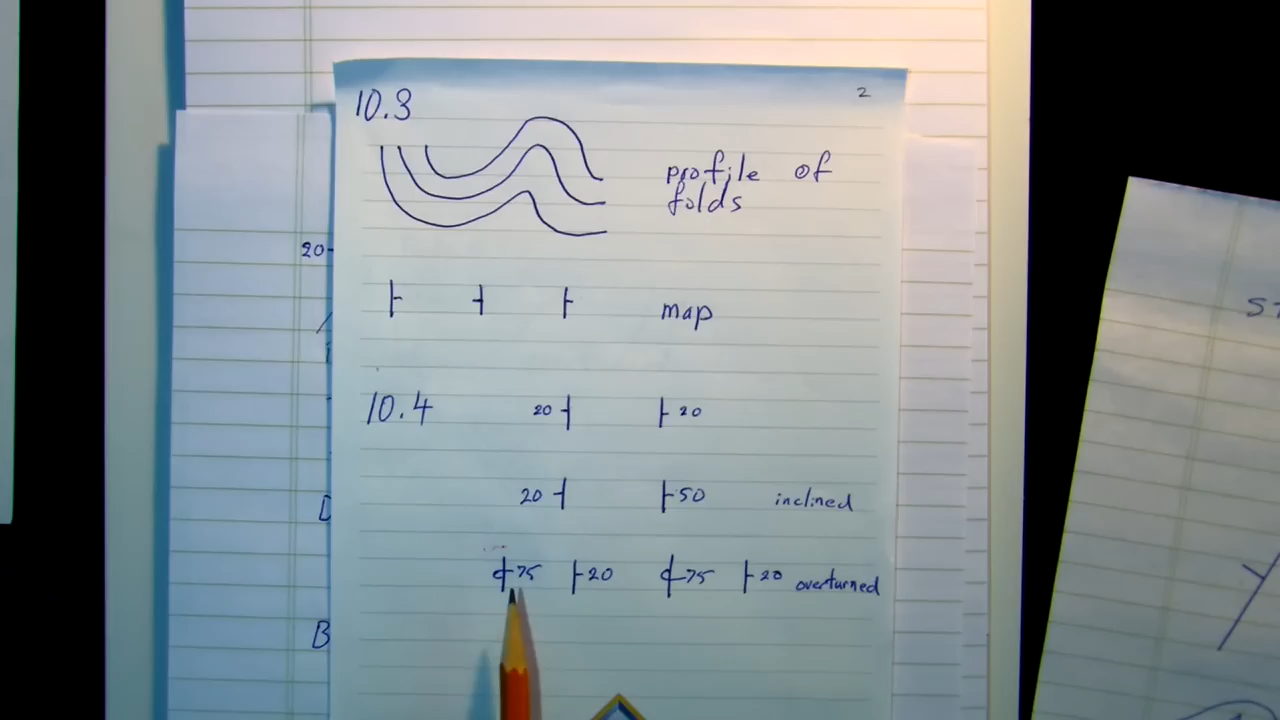 10.3
2
profile of
folds
20
map
10.4
20 20
20 50 inclined
75 20 75 20 overturned
B